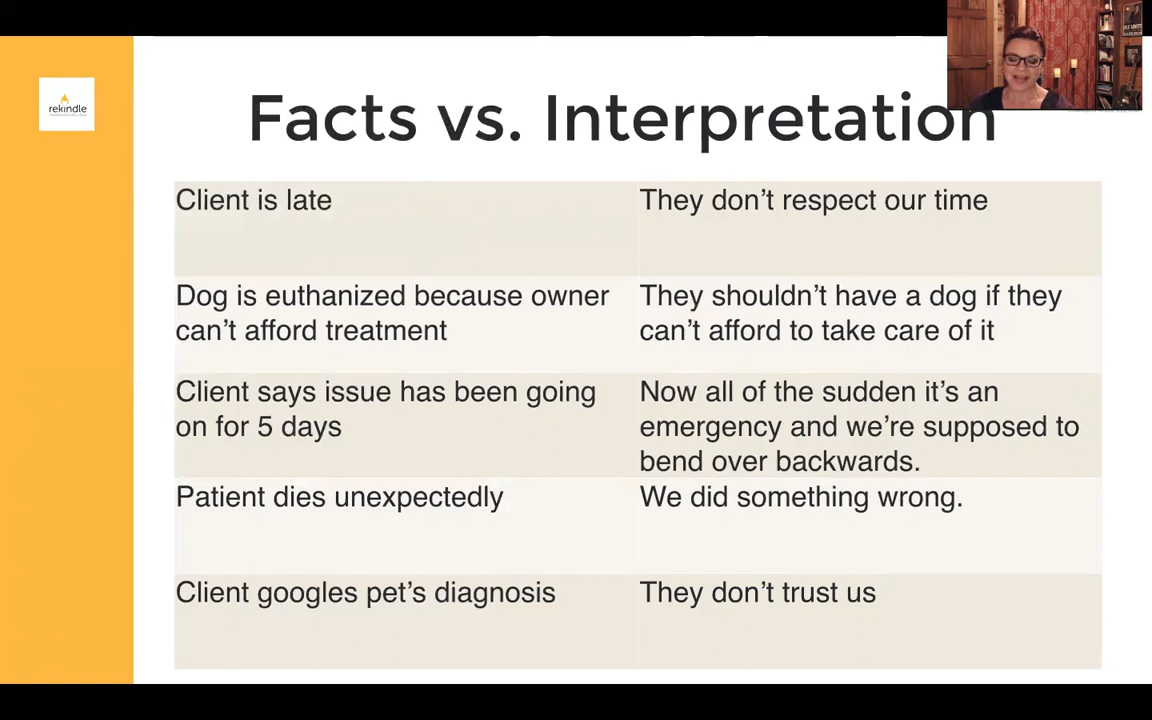 rekindle
Facts vs. Interpretation
Client is late
They don’t respect our time
Dog is euthanized because owner
can’t afford treatment
They shouldn’t have a dog if they
can’t afford to take care of it
Client says issue has been going
on for 5 days
Now all of the sudden it’s an
emergency and we’re supposed to
bend over backwards.
Patient dies unexpectedly
We did something wrong.
Client googles pet’s diagnosis
They don’t trust us